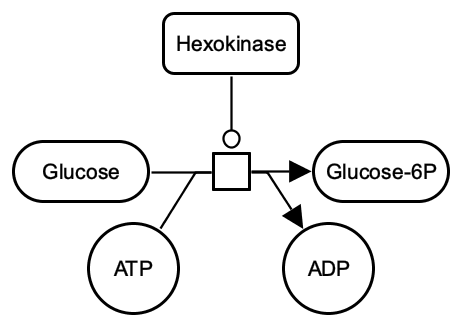 Hexokinase
Glucose
Glucose-6P
ATP
ADP